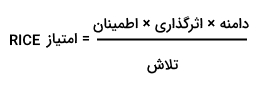 دامنه × اثرگذاری × اطمینان
RICE امتیاز =
تلاش